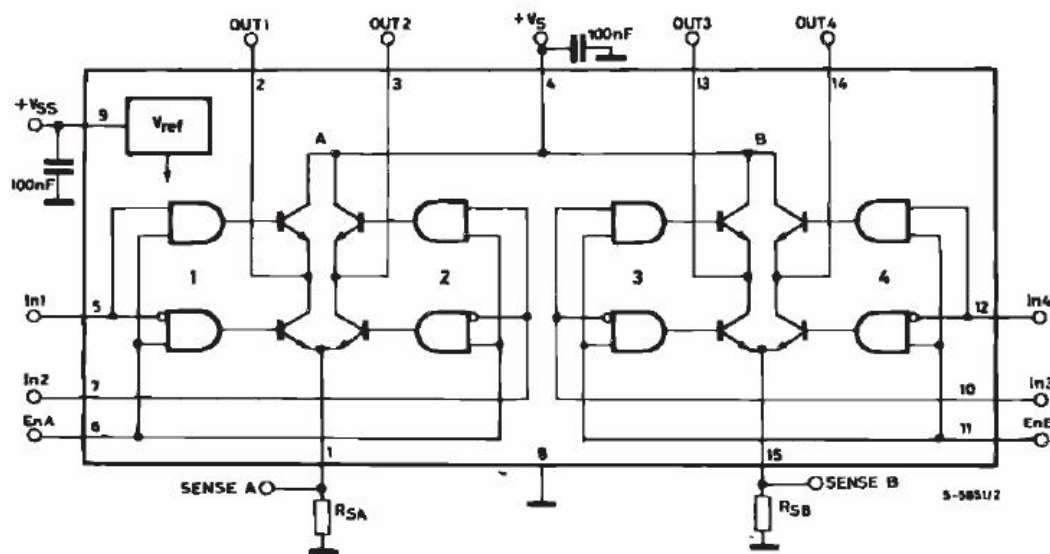 OUT1 OUT2 +VS 100nF OUT3 OUT4
2 3 4 13 14
+VSS 9 Vref A B
100nF
1 2 3 4
In1 5 12 In4
In2 7 10 In3
EnA 6 11 EnB
1 8 15
SENSE A RSA RSB SENSE B S-5851/2